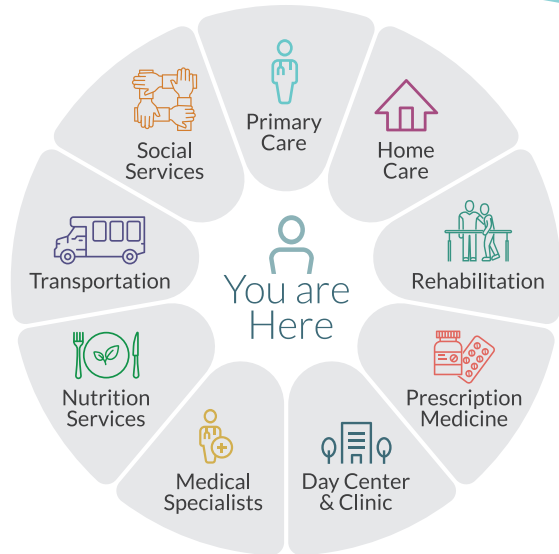 Primary
Care
Home
Care
Rehabilitation
Prescription
Medicine
Day Center
& Clinic
Medical
Specialists
Nutrition
Services
Transportation
Social
Services
You are
Here